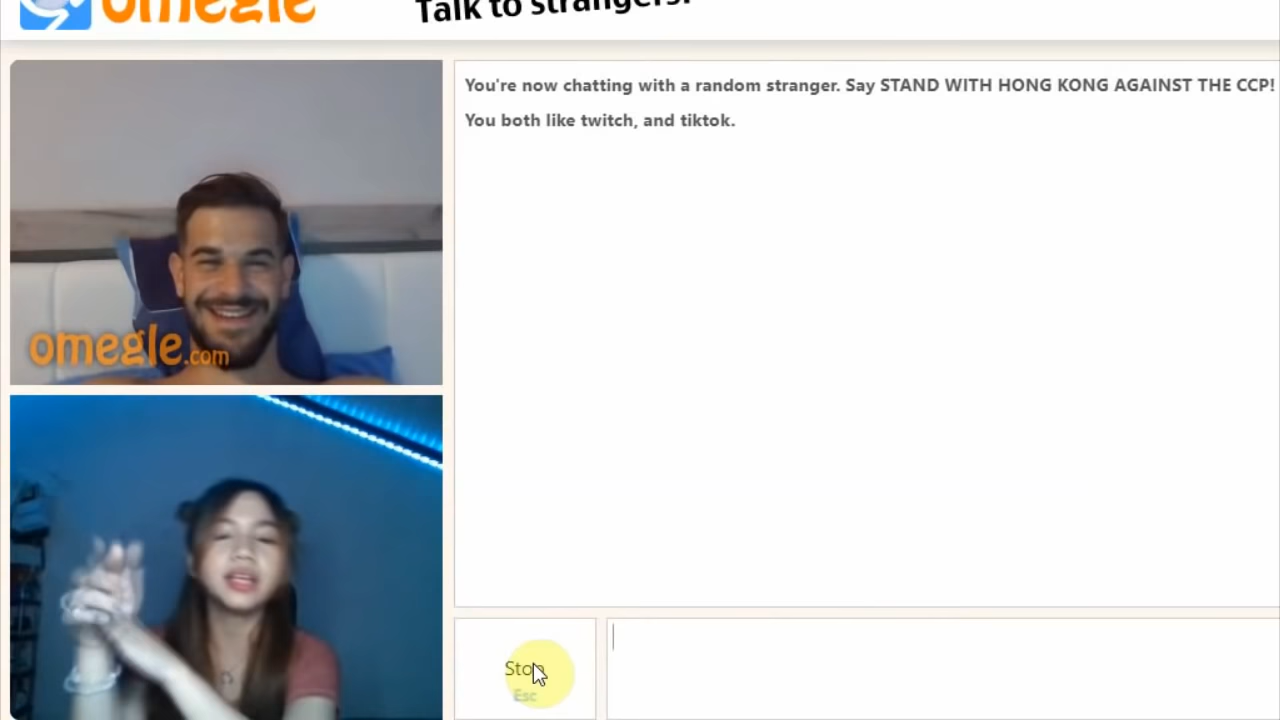 omegle
Talk to strangers!
You're now chatting with a random stranger. Say STAND WITH HONG KONG AGAINST THE CCP!
You both like twitch, and tiktok.
omegle.com
Stop
Esc